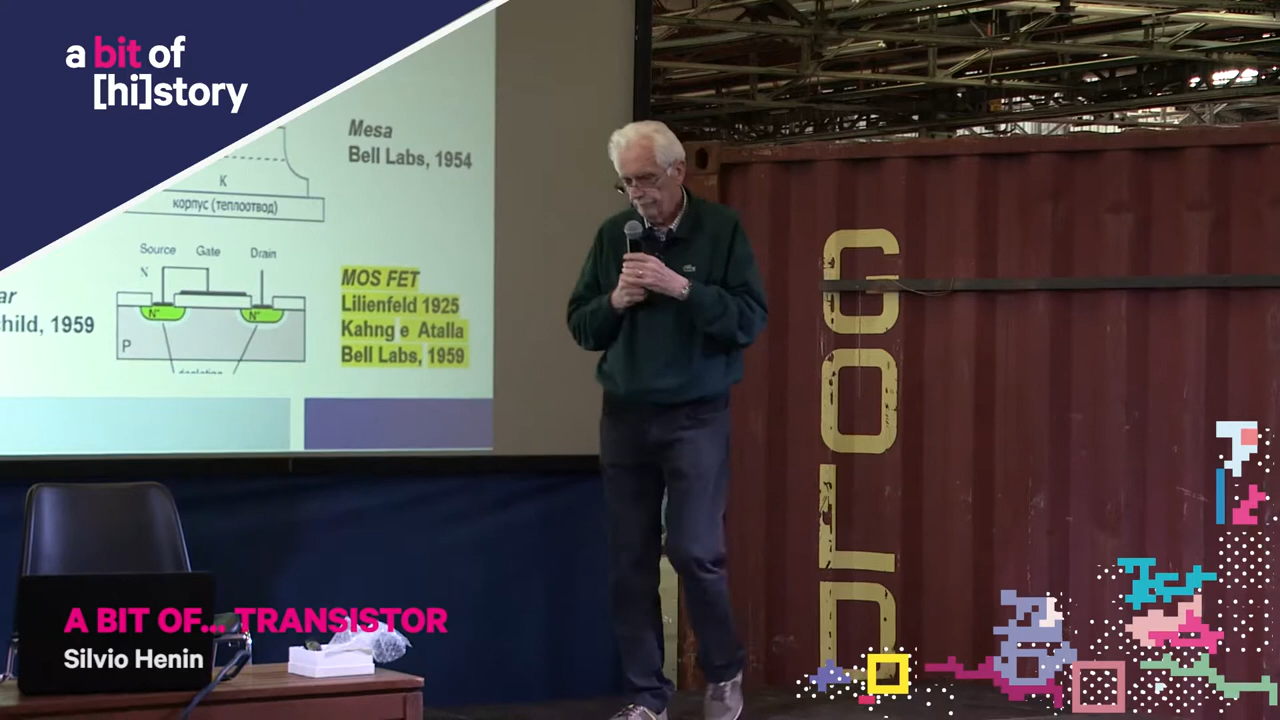 a bit of
[hi]story
Mesa
Bell Labs, 1954
K
корпус (теплоотвод)
Source Gate Drain
N
MOS FET
Lilienfeld 1925
Kahng e Atalla
Bell Labs, 1959
ar
hild, 1959
N+ N+
P
GOLD
A BIT OF... TRANSISTOR
Silvio Henin